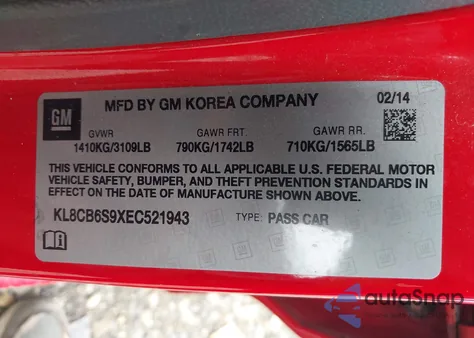 GM
MFD BY GM KOREA COMPANY 02/14
GVWR GAWR FRT. GAWR RR.
1410KG/3109LB 790KG/1742LB 710KG/1565LB
THIS VEHICLE CONFORMS TO ALL APPLICABLE U.S. FEDERAL MOTOR
VEHICLE SAFETY, BUMPER, AND THEFT PREVENTION STANDARDS IN
EFFECT ON THE DATE OF MANUFACTURE SHOWN ABOVE.
KL8CB6S9XEC521943 TYPE: PASS CAR
autoSnap